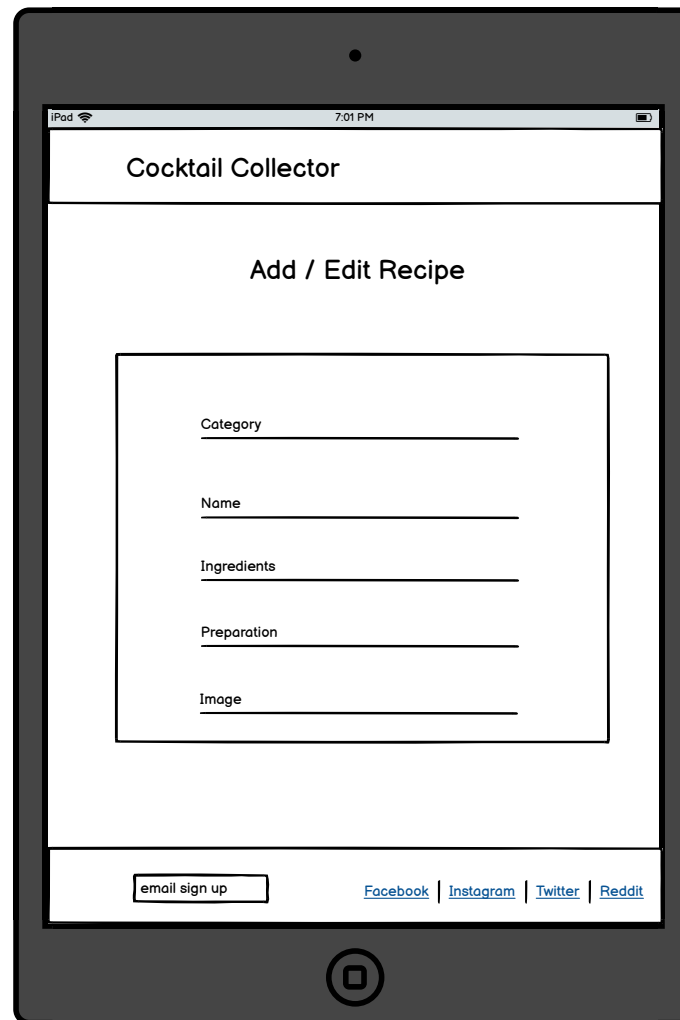 iPad 7:01 PM
Cocktail Collector
Add / Edit Recipe
Category
Name
Ingredients
Preparation
Image
email sign up Facebook Instagram Twitter Reddit